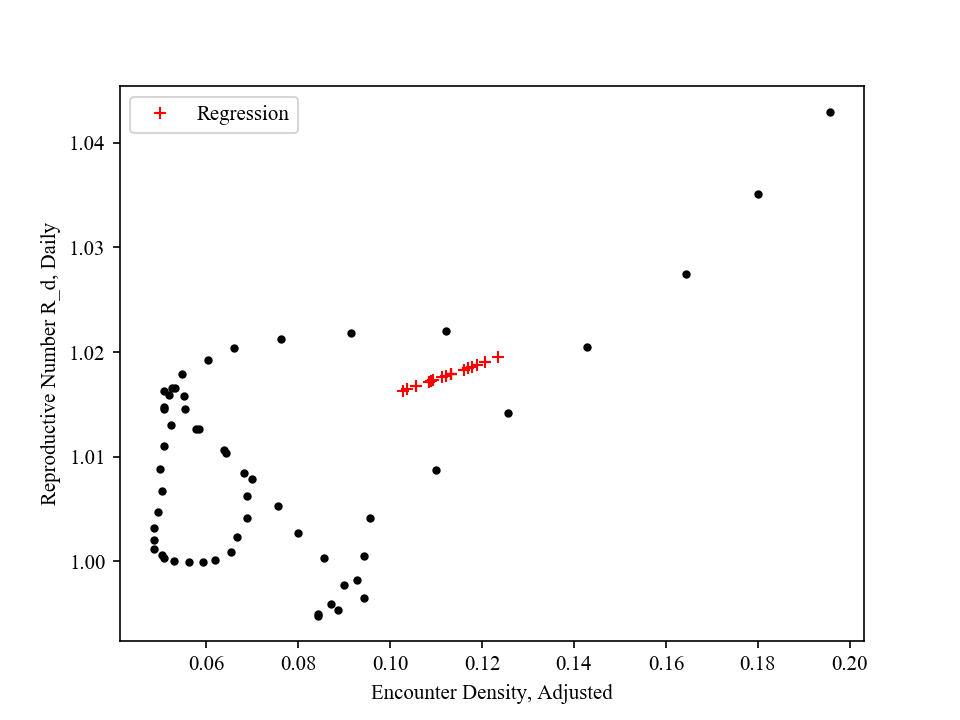 Regression
1.04
1.03
1.02
1.01
1.00
Reproductive Number R_d, Daily
0.06 0.08 0.10 0.12 0.14 0.16 0.18 0.20
Encounter Density, Adjusted